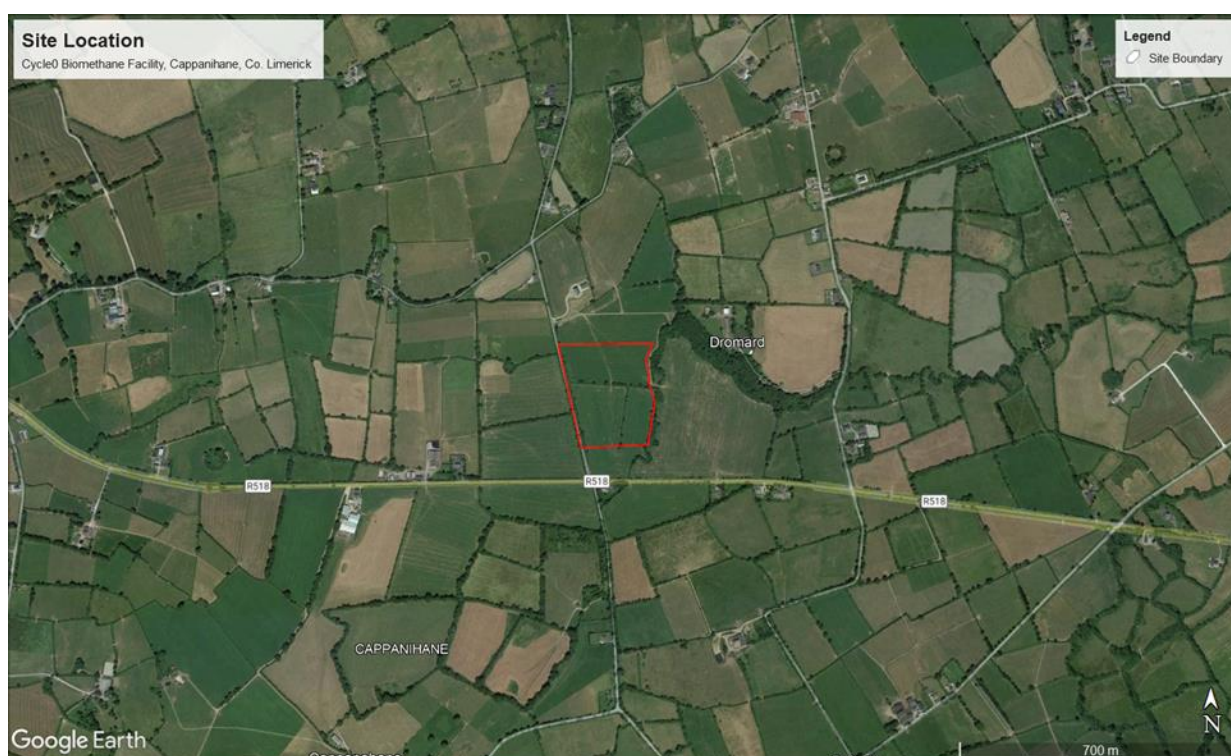 Site Location
Cycle0 Biomethane Facility, Cappanihane, Co. Limerick
Legend
Site Boundary
Dromard
R518
R518
R518
CAPPANIHANE
Google Earth
N
700 m